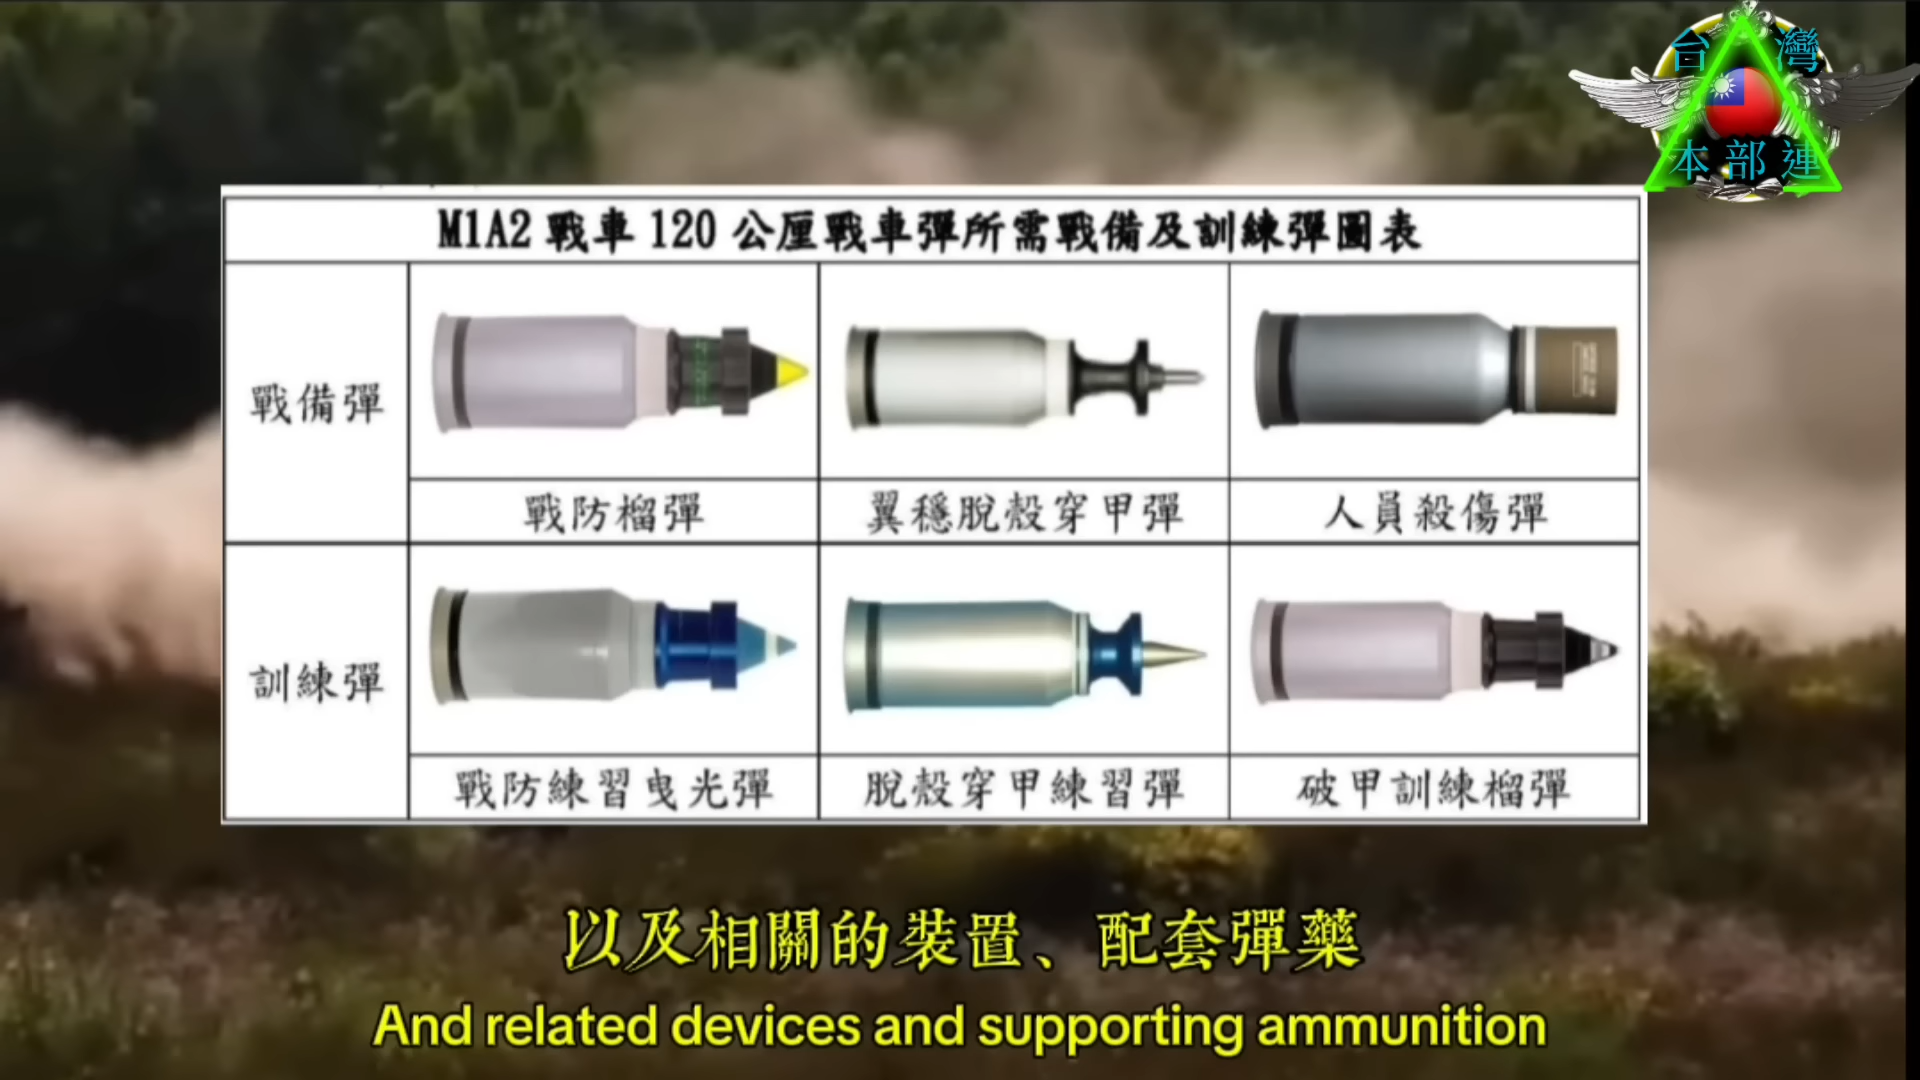 台灣
本部連
M1A2 戰車 120 公厘戰車彈所需戰備及訓練彈圖表
戰備彈
戰防榴彈
翼穩脫殼穿甲彈
人員殺傷彈
訓練彈
戰防練習曳光彈
脫殼穿甲練習彈
破甲訓練榴彈
以及相關的裝置、配套彈藥
And related devices and supporting ammunition